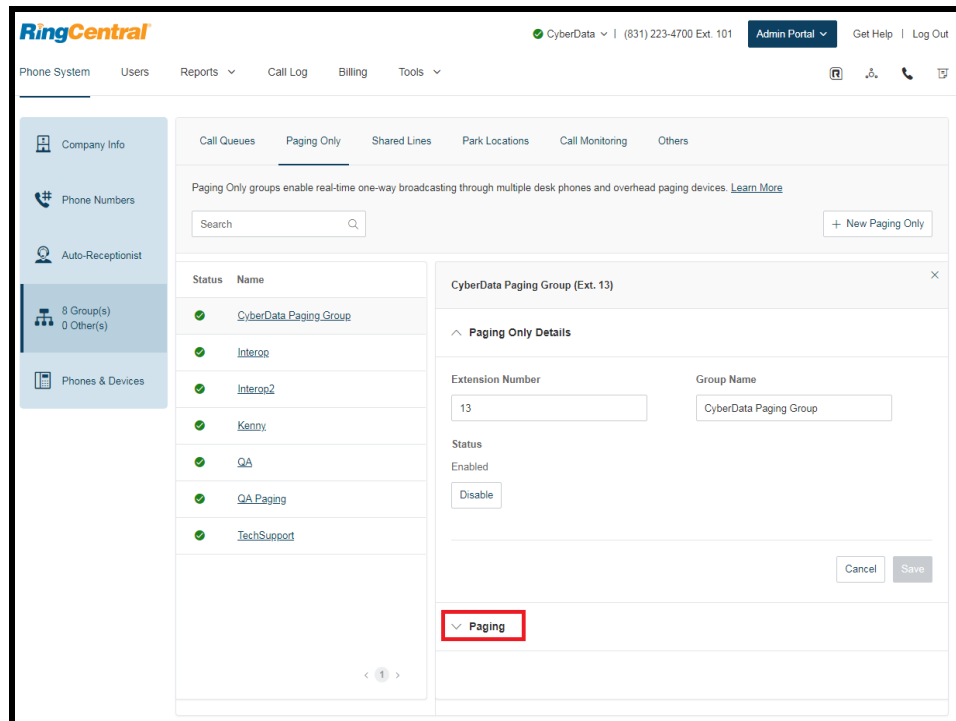 RingCentral
CyberData | (831) 223-4700 Ext. 101 Admin Portal Get Help | Log Out
Phone System Users Reports Call Log Billing Tools
Company Info
Phone Numbers
Auto-Receptionist
8 Group(s)
0 Other(s)
Phones & Devices
Call Queues Paging Only Shared Lines Park Locations Call Monitoring Others
Paging Only groups enable real-time one-way broadcasting through multiple desk phones and overhead paging devices. Learn More
Search
+ New Paging Only
Status Name
CyberData Paging Group
Interop
Interop2
Kenny
QA
QA Paging
TechSupport
< 1 >
CyberData Paging Group (Ext. 13)
Paging Only Details
Extension Number Group Name
13 CyberData Paging Group
Status
Enabled
Disable
Cancel Save
Paging